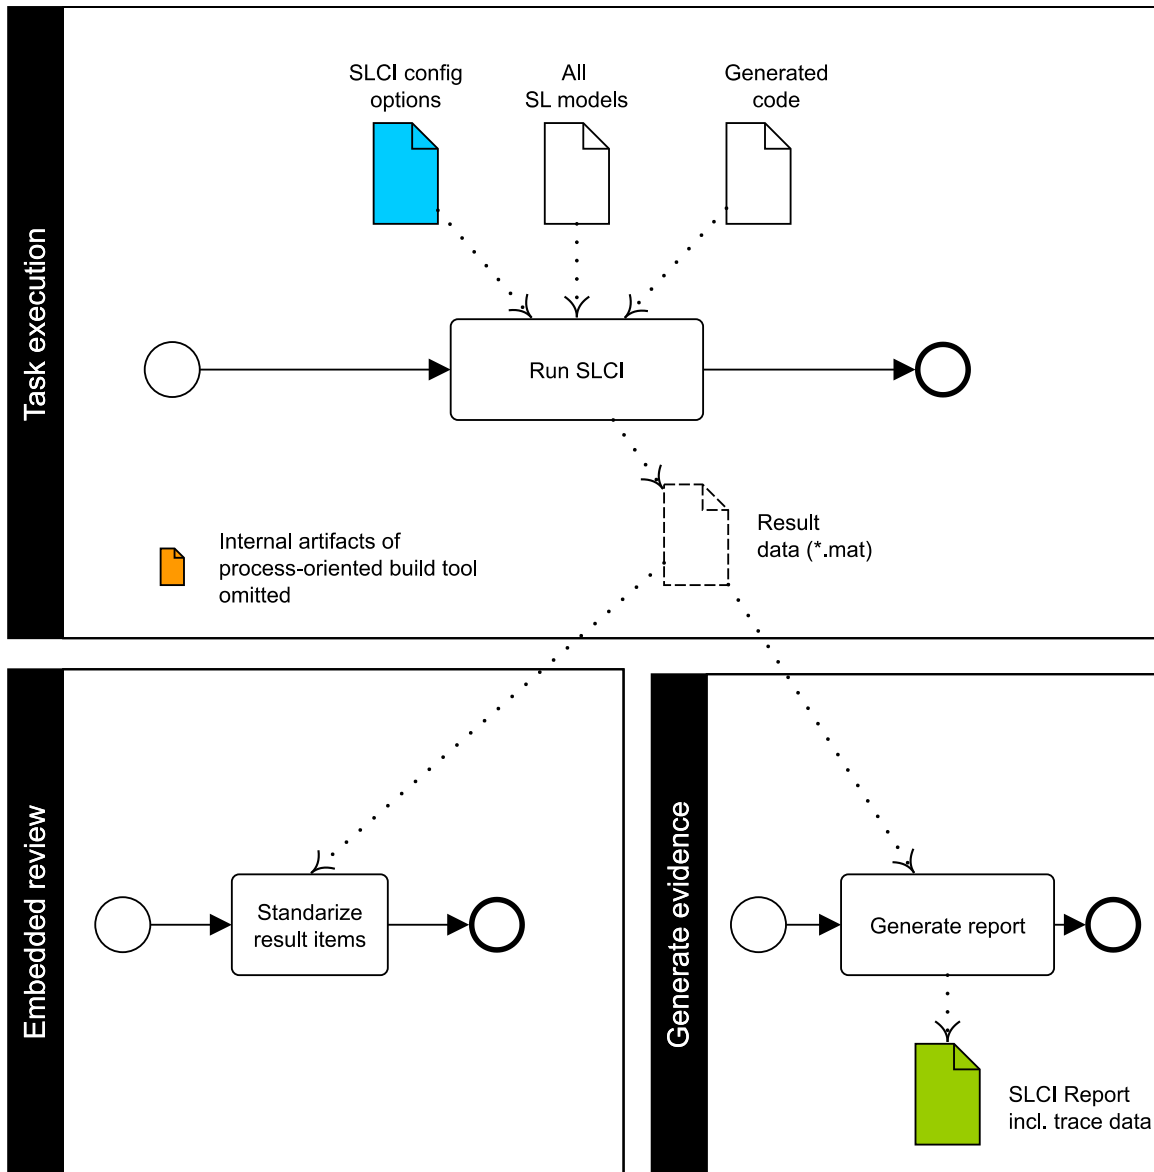 Task execution
SLCI config
options
All
SL models
Generated
code
Run SLCI
Result
data (*.mat)
Internal artifacts of
process-oriented build tool
omitted
Embedded review
Standarize
result items
Generate evidence
Generate report
SLCI Report
incl. trace data